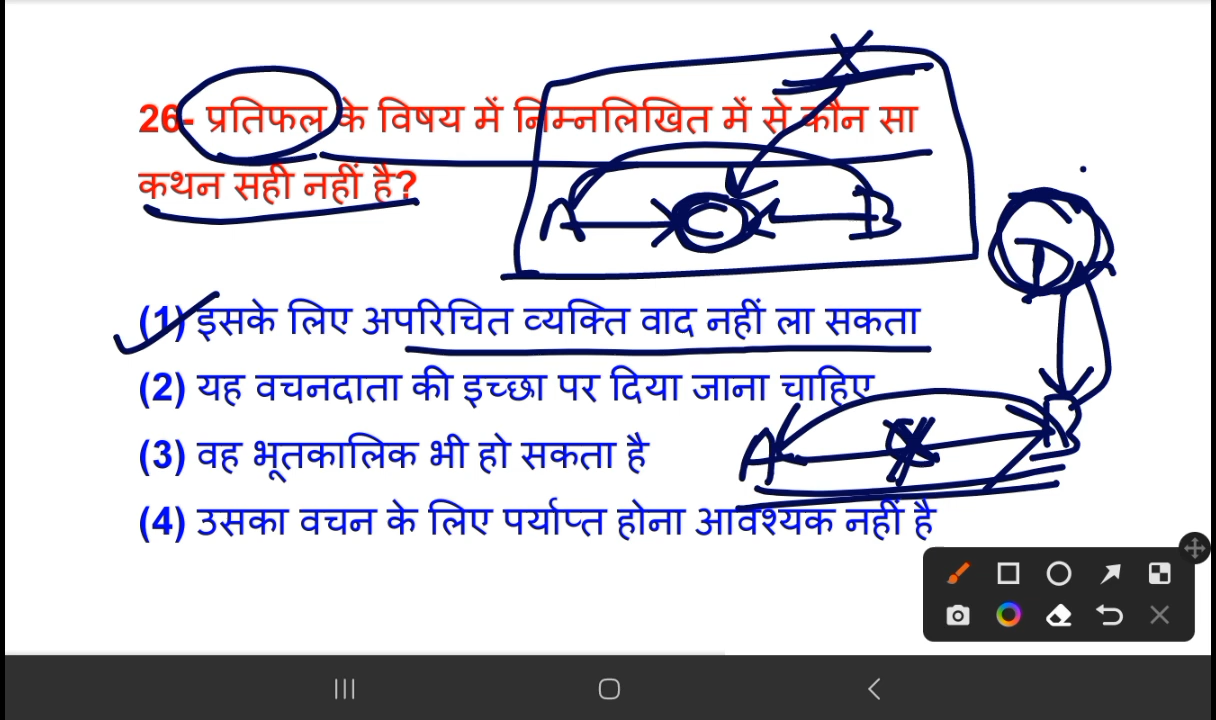 26- प्रतिफल के विषय में निम्नलिखित में से कौन सा
कथन सही नहीं है?
A C B
D
(1) इसके लिए अपरिचित व्यक्ति वाद नहीं ला सकता
(2) यह वचनदाता की इच्छा पर दिया जाना चाहिए
(3) वह भूतकालिक भी हो सकता है
A B
(4) उसका वचन के लिए पर्याप्त होना आवश्यक नहीं है